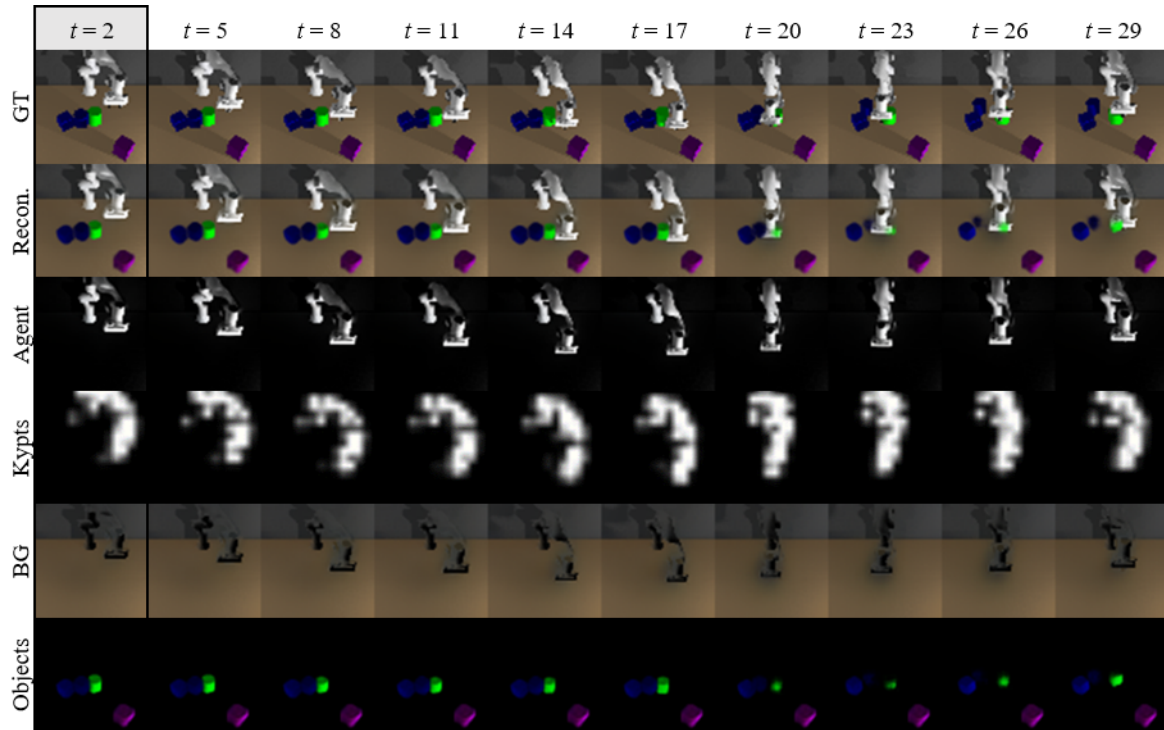 t = 2 t = 5 t = 8 t = 11 t = 14 t = 17 t = 20 t = 23 t = 26 t = 29
GT
Recon.
Agent
Kypts
BG
Objects